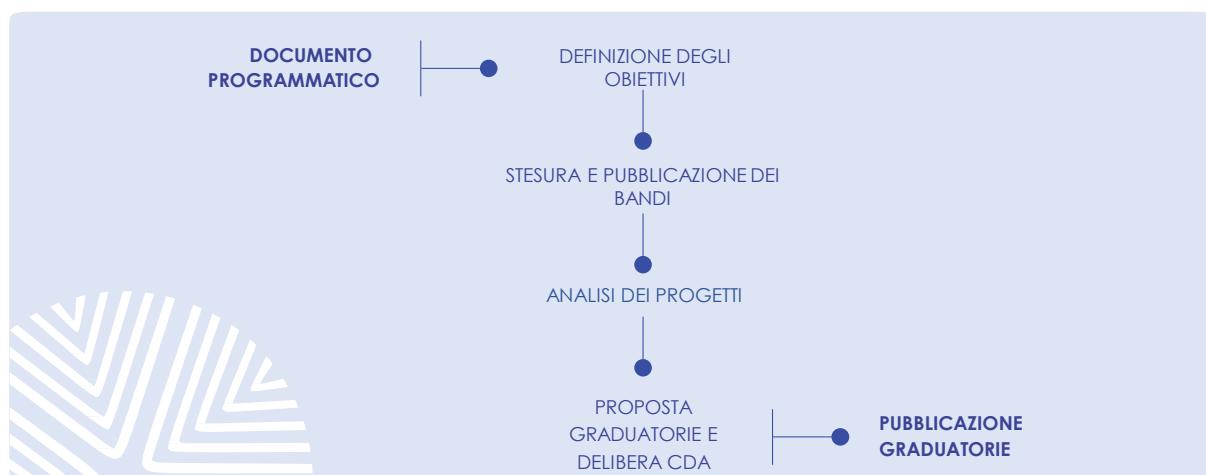 DOCUMENTO
PROGRAMMATICO
DEFINIZIONE DEGLI
OBIETTIVI
STESURA E PUBBLICAZIONE DEI
BANDI
ANALISI DEI PROGETTI
PROPOSTA
GRADUATORIE E
DELIBERA CDA
PUBBLICAZIONE
GRADUATORIE